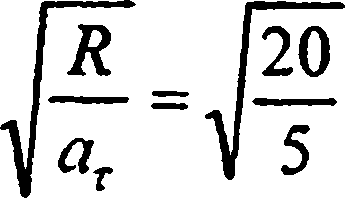 √(R/a_τ) = √(20/5)